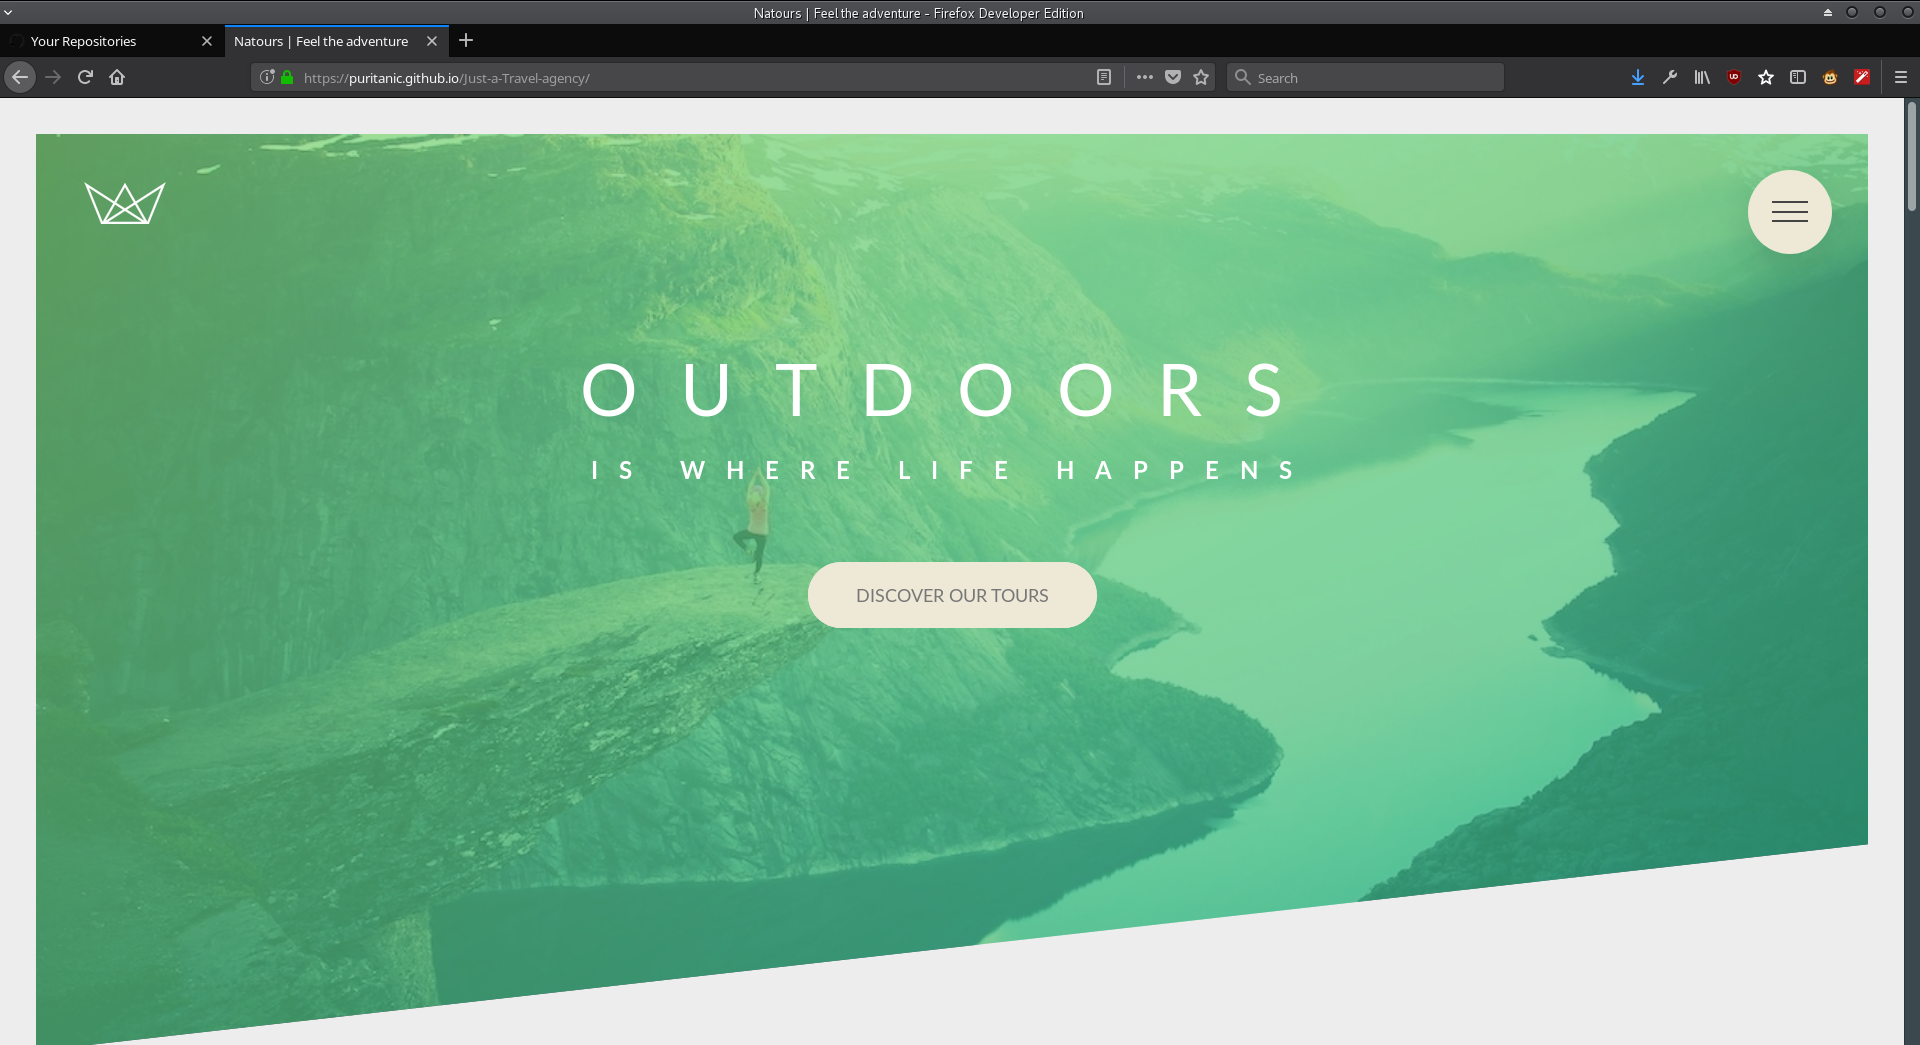 Natours | Feel the adventure - Firefox Developer Edition
Your Repositories
Natours | Feel the adventure
https://puritanic.github.io/Just-a-Travel-agency/
Search
OUTDOORS
IS WHERE LIFE HAPPENS
DISCOVER OUR TOURS